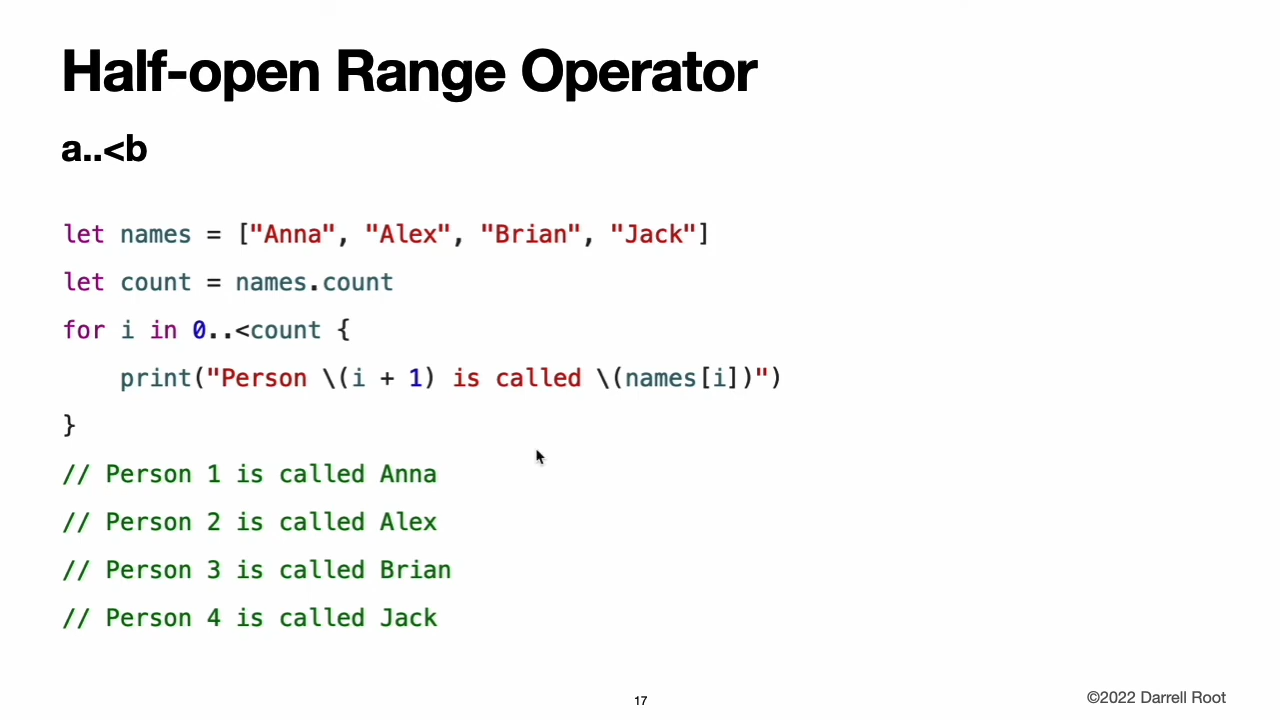 Half-open Range Operator
a..<b
let names = ["Anna", "Alex", "Brian", "Jack"]
let count = names.count
for i in 0..<count {
    print("Person \(i + 1) is called \(names[i])")
}
// Person 1 is called Anna
// Person 2 is called Alex
// Person 3 is called Brian
// Person 4 is called Jack
17
©2022 Darrell Root